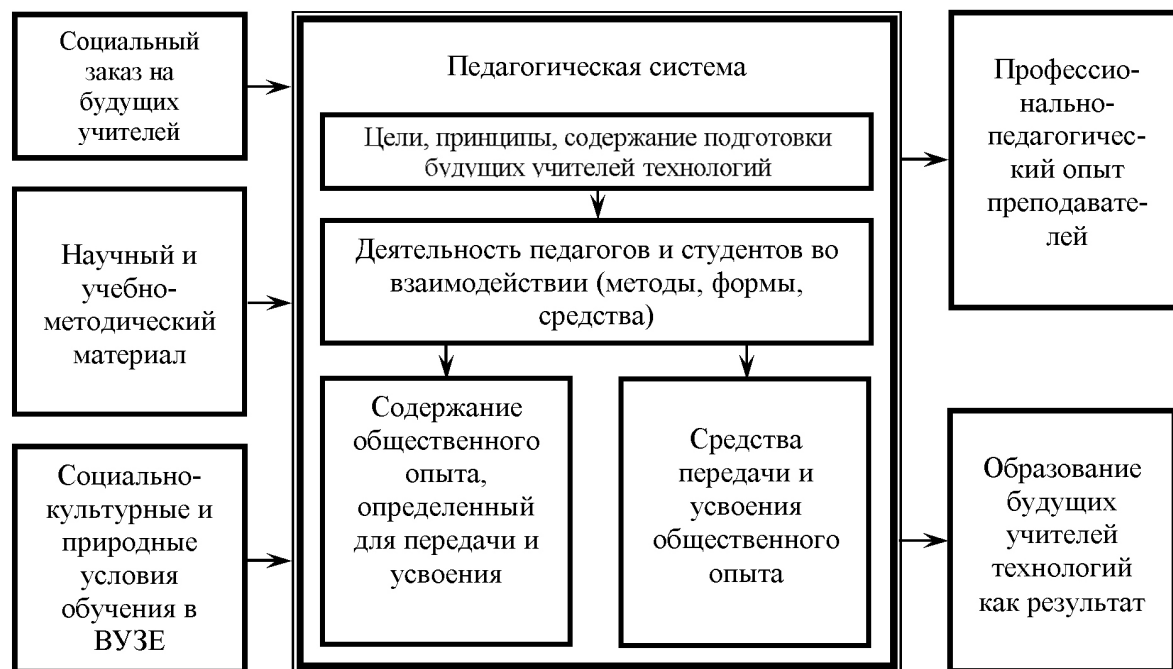 Социальный
заказ на
будущих
учителей
Научный и
учебно-
методический
материал
Социально-
культурные и
природные
условия
обучения в
ВУЗЕ
Педагогическая система
Цели, принципы, содержание подготовки
будущих учителей технологий
Деятельность педагогов и студентов во
взаимодействии (методы, формы,
средства)
Содержание
общественного
опыта,
определенный
для передачи и
усвоения
Средства
передачи и
усвоения
общественного
опыта
Профессио-
нально-
педагогичес-
кий опыт
преподавате-
лей
Образование
будущих
учителей
технологий
как результат